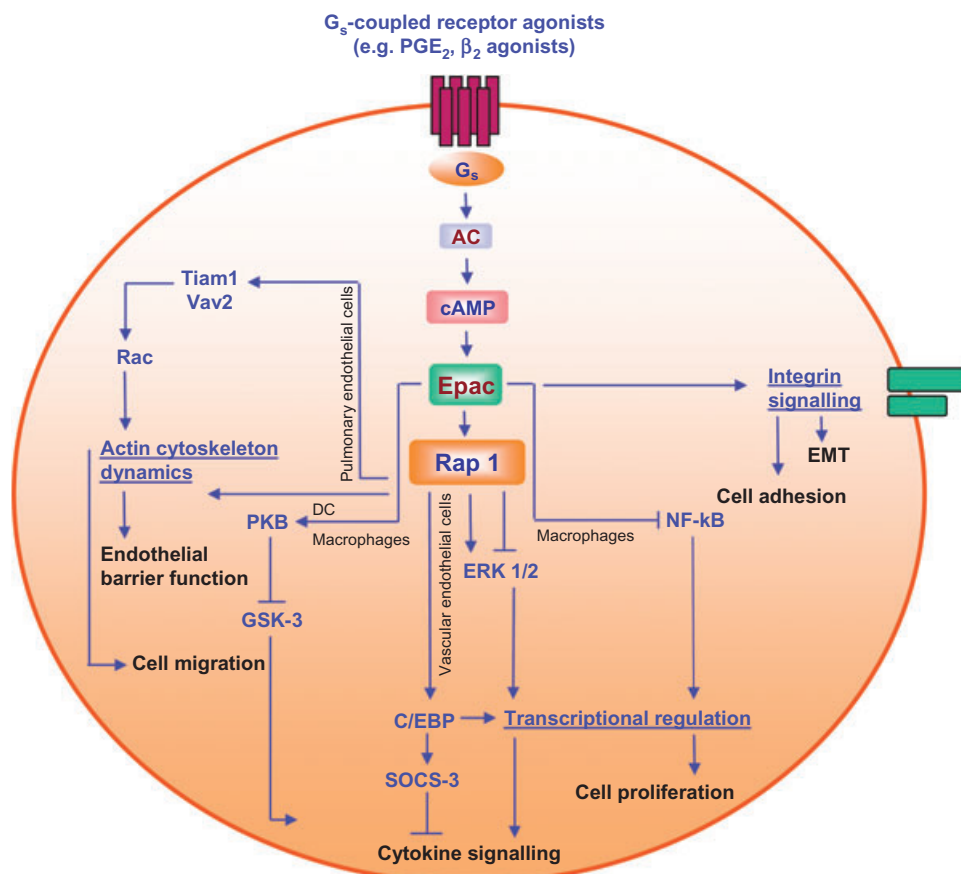 Gs-coupled receptor agonists
(e.g. PGE2, β2 agonists)
Gs
AC
cAMP
Epac
Rap 1
Tiam1
Vav2
Rac
Actin cytoskeleton
dynamics
Endothelial
barrier function
Cell migration
Pulmonary endothelial cells
DC
Macrophages
PKB
GSK-3
Vascular endothelial cells
ERK 1/2
Macrophages
NF-kB
Integrin
signalling
EMT
Cell adhesion
C/EBP
Transcriptional regulation
SOCS-3
Cell proliferation
Cytokine signalling